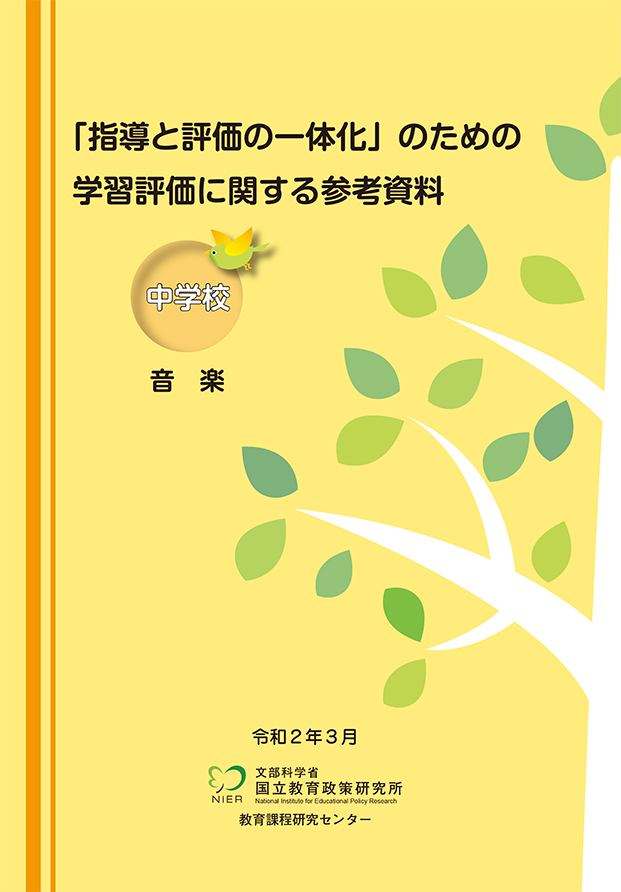 「指導と評価の一体化」のための
学習評価に関する参考資料
中学校
音 楽
令和２年３月
文部科学省
国立教育政策研究所
National Institute for Educational Policy Research
NIER
教育課程研究センター